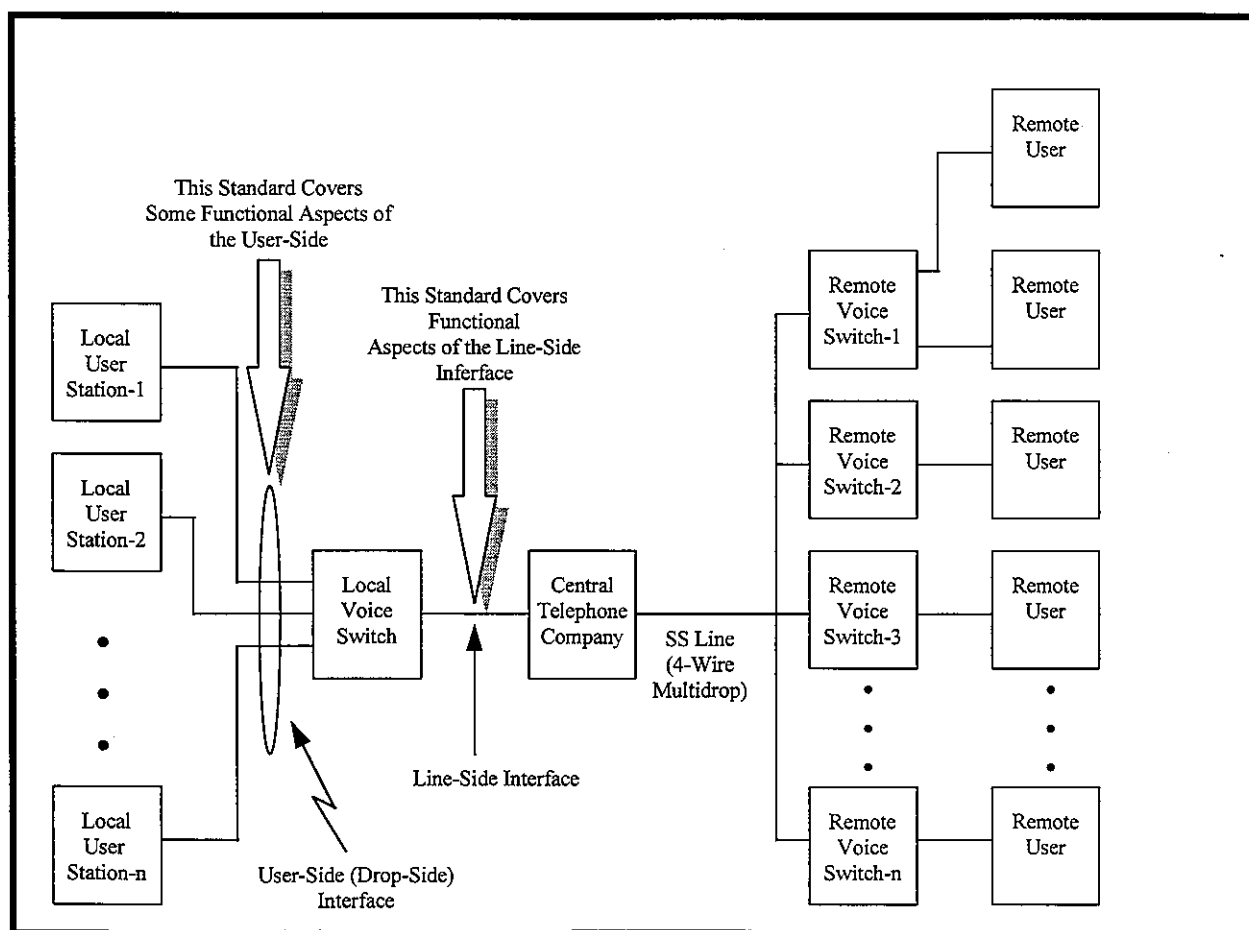 This Standard Covers
Some Functional Aspects of
the User-Side
This Standard Covers
Functional
Aspects of the Line-Side
Inferface
Local
User
Station-1
Local
User
Station-2
Local
User
Station-n
Local
Voice
Switch
Central
Telephone
Company
SS Line
(4-Wire
Multidrop)
Line-Side Interface
User-Side (Drop-Side)
Interface
Remote
Voice
Switch-1
Remote
Voice
Switch-2
Remote
Voice
Switch-3
Remote
Voice
Switch-n
Remote
User
Remote
User
Remote
User
Remote
User
Remote
User